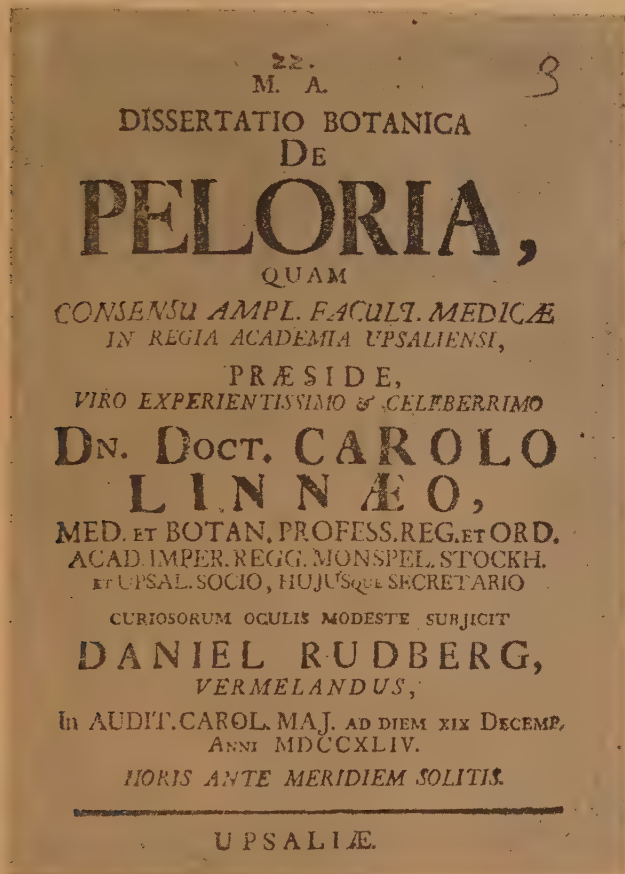 22.
3
M. A.
DISSERTATIO BOTANICA
DE
PELORIA,
QUAM
CONSENSU AMPL. FACULT. MEDICÆ
IN REGIA ACADEMIA UPSALIENSI,
PRÆSIDE,
VIRO EXPERIENTISSIMO & CELEBERRIMO
DN. DOCT. CAROLO
LINNÆO,
MED. ET BOTAN. PROFESS. REG. ET ORD.
ACAD. IMPER. REGG. MONSPEL. STOCKH.
ET UPSAL. SOCIO, HUJUSQUE SECRETARIO
CURIOSORUM OCULIS MODESTE SUBJICIT
DANIEL RUDBERG,
VERMELANDUS,
In AUDIT. CAROL. MAJ. AD DIEM XIX DECEMB.
ANNI MDCCXLIV.
HORIS ANTE MERIDIEM SOLITIS.
UPSALIÆ.